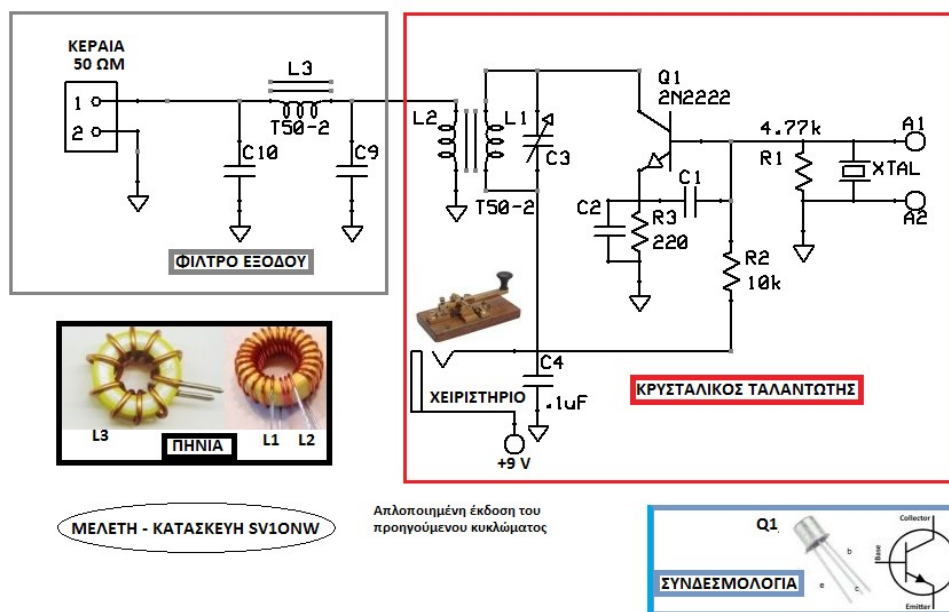 ΚΕΡΑΙΑ
50 ΩΜ
1
2
L3
T50-2
C10
C9
ΦΙΛΤΡΟ ΕΞΟΔΟΥ
L2
L1
T50-2
C3
Q1
2N2222
4.77k
R1
XTAL
A1
A2
C1
C2
R3
220
R2
10k
C4
.1uF
ΧΕΙΡΙΣΤΗΡΙΟ
+9 V
ΚΡΥΣΤΑΛΙΚΟΣ ΤΑΛΑΝΤΩΤΗΣ
L3
L1
L2
ΠΗΝΙΑ
ΜΕΛΕΤΗ - ΚΑΤΑΣΚΕΥΗ SV1ONW
Απλοποιημένη έκδοση του
προηγούμενου κυκλώματος
Q1
e
b
c
ΣΥΝΔΕΣΜΟΛΟΓΙΑ
Collector
Base
Emitter